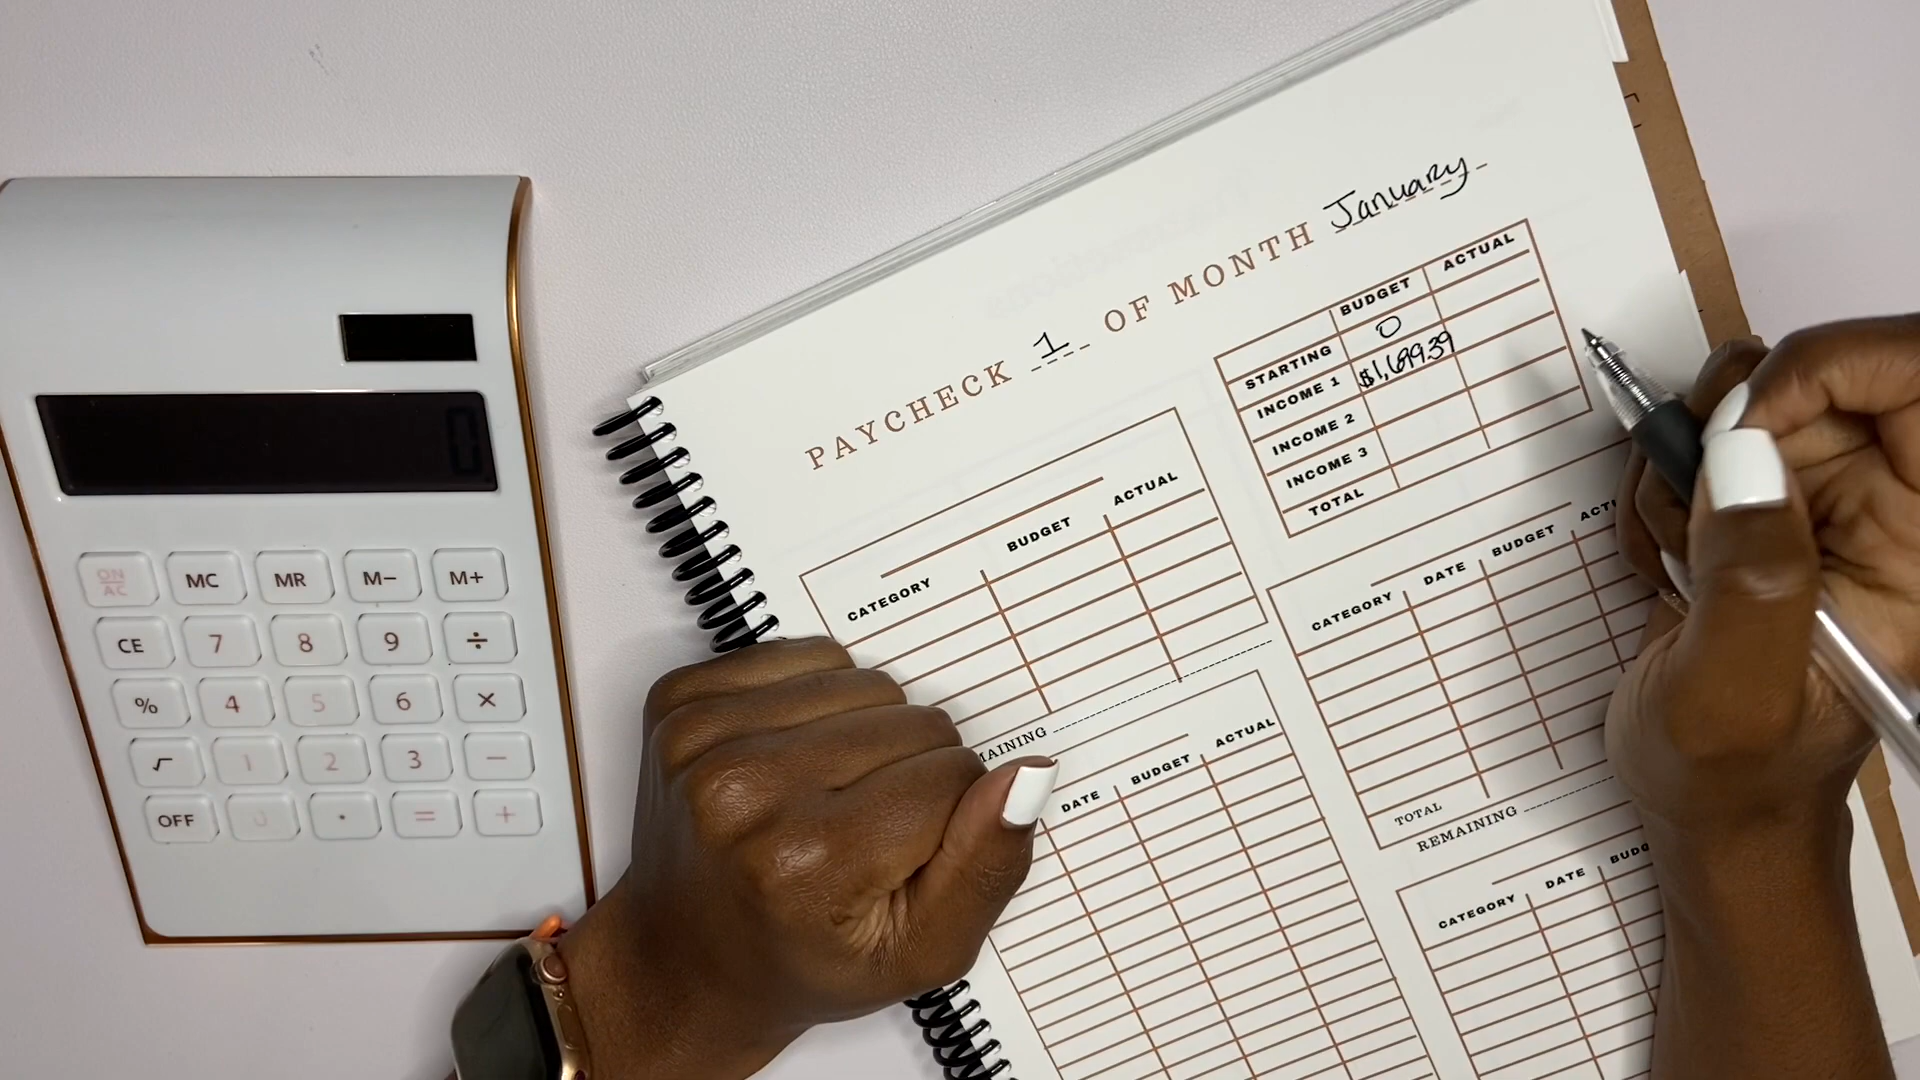 PAYCHECK 1 OF MONTH January
BUDGET ACTUAL
STARTING 0
INCOME 1 $1,699.39
INCOME 2
INCOME 3
TOTAL
CATEGORY BUDGET ACTUAL
CATEGORY DATE BUDGET
TOTAL
REMAINING
DATE BUDGET ACTUAL
CATEGORY DATE
ON
AC
MC MR M− M+
CE 7 8 9 ÷
% 4 5 6 ×
√ 1 2 3 −
OFF 0 . = +